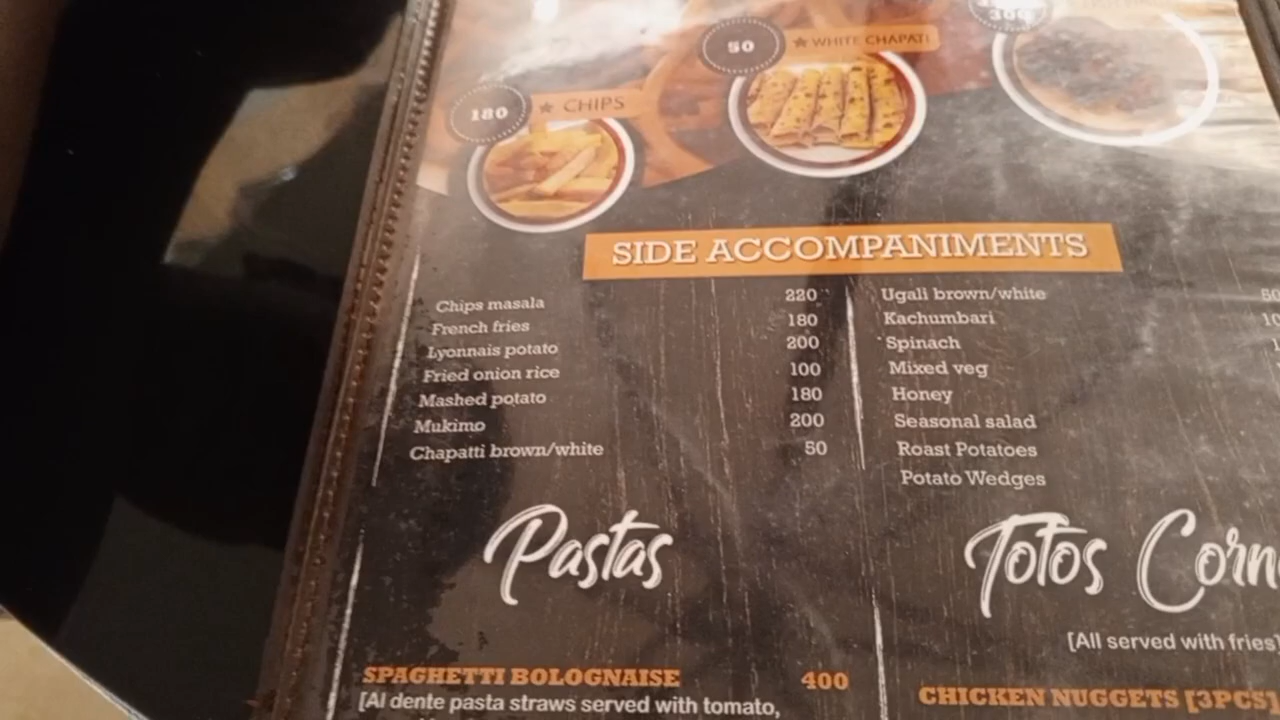 50 ★ WHITE CHAPATI
180 ★ CHIPS
SIDE ACCOMPANIMENTS
Chips masala 220
French fries 180
Lyonnais potato 200
Fried onion rice 100
Mashed potato 180
Mukimo 200
Chapatti brown/white 50
Ugali brown/white
Kachumbari
Spinach
Mixed veg
Honey
Seasonal salad
Roast Potatoes
Potato Wedges
Pastas
SPAGHETTI BOLOGNAISE 400
[Al dente pasta straws served with tomato,
Totos
[All served with fries]
CHICKEN NUGGETS [3PCS]